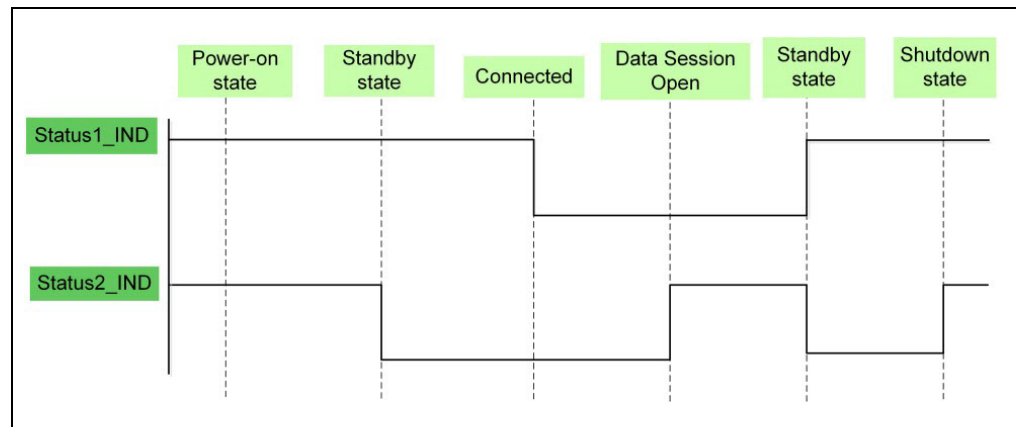 Power-on
state
Standby
state
Connected
Data Session
Open
Standby
state
Shutdown
state
Status1_IND
Status2_IND